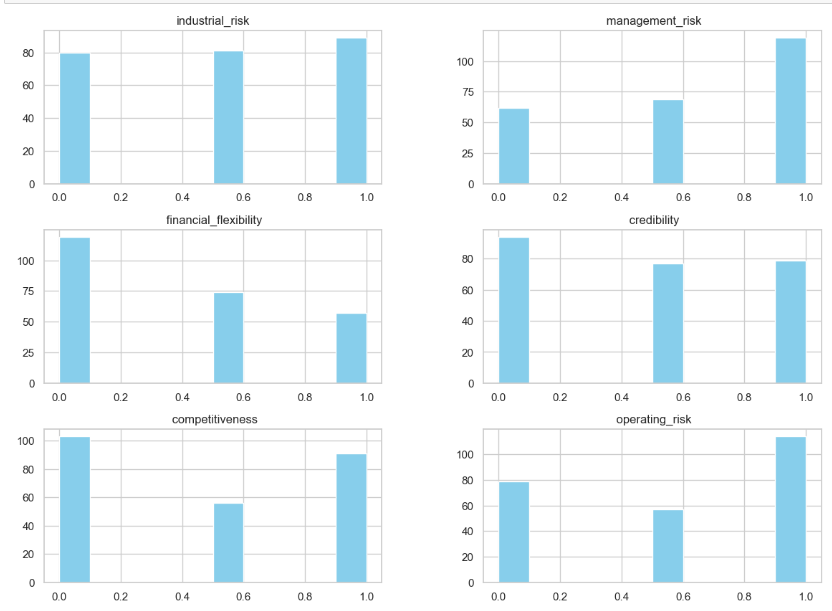 industrial_risk
80
60
40
20
0
0.0 0.2 0.4 0.6 0.8 1.0
management_risk
100
75
50
25
0
0.0 0.2 0.4 0.6 0.8 1.0
financial_flexibility
100
75
50
25
0
0.0 0.2 0.4 0.6 0.8 1.0
credibility
80
60
40
20
0
0.0 0.2 0.4 0.6 0.8 1.0
competitiveness
100
80
60
40
20
0
0.0 0.2 0.4 0.6 0.8 1.0
operating_risk
100
80
60
40
20
0
0.0 0.2 0.4 0.6 0.8 1.0